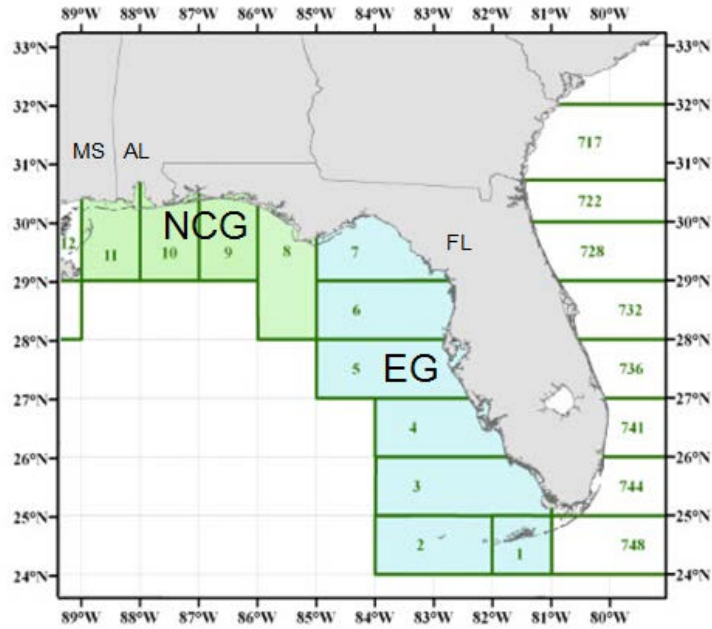 89°W 88°W 87°W 86°W 85°W 84°W 83°W 82°W 81°W 80°W
33°N 33°N
32°N 32°N
717
31°N MS AL 31°N
722
30°N NCG 30°N
12 11 10 9 8 7 FL 728
29°N 29°N
6 732
28°N 28°N
5 EG 736
27°N 27°N
4 741
26°N 26°N
3 744
25°N 25°N
2 1 748
24°N 24°N
89°W 88°W 87°W 86°W 85°W 84°W 83°W 82°W 81°W 80°W